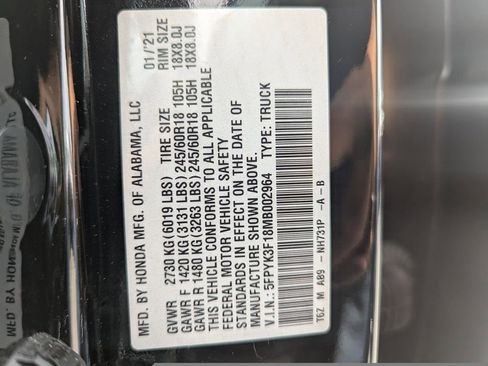 MFD. BY HONDA MFG. OF ALABAMA, LLC 01/'21
GVWR 2730 KG(6019 LBS) TIRE SIZE RIM SIZE
GAWR F 1420 KG(3131 LBS) 245/60R18 105H 18X8.0J
GAWR R 1480 KG(3263 LBS) 245/60R18 105H 18X8.0J
THIS VEHICLE CONFORMS TO ALL APPLICABLE
FEDERAL MOTOR VEHICLE SAFETY
STANDARDS IN EFFECT ON THE DATE OF
MANUFACTURE SHOWN ABOVE.
V.I.N.: 5FPYK3F18MB002964 TYPE: TRUCK
T6Z M A09 -NH731P -A -B